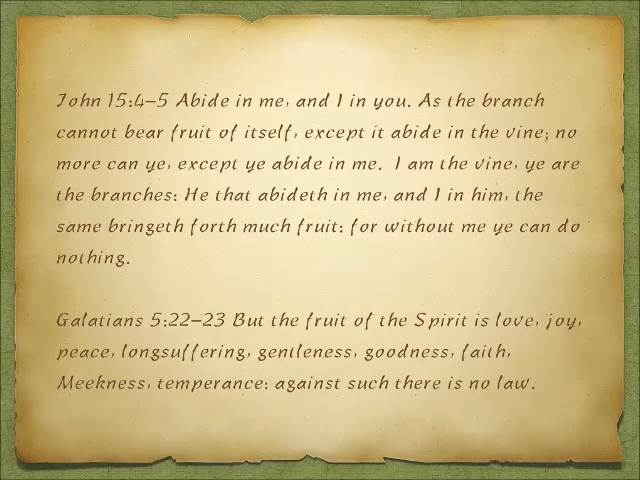 John 15:4–5 Abide in me, and I in you. As the branch
cannot bear fruit of itself, except it abide in the vine; no
more can ye, except ye abide in me.  I am the vine, ye are
the branches: He that abideth in me, and I in him, the
same bringeth forth much fruit: for without me ye can do
nothing.

Galatians 5:22–23 But the fruit of the Spirit is love, joy,
peace, longsuffering, gentleness, goodness, faith,
Meekness, temperance: against such there is no law.